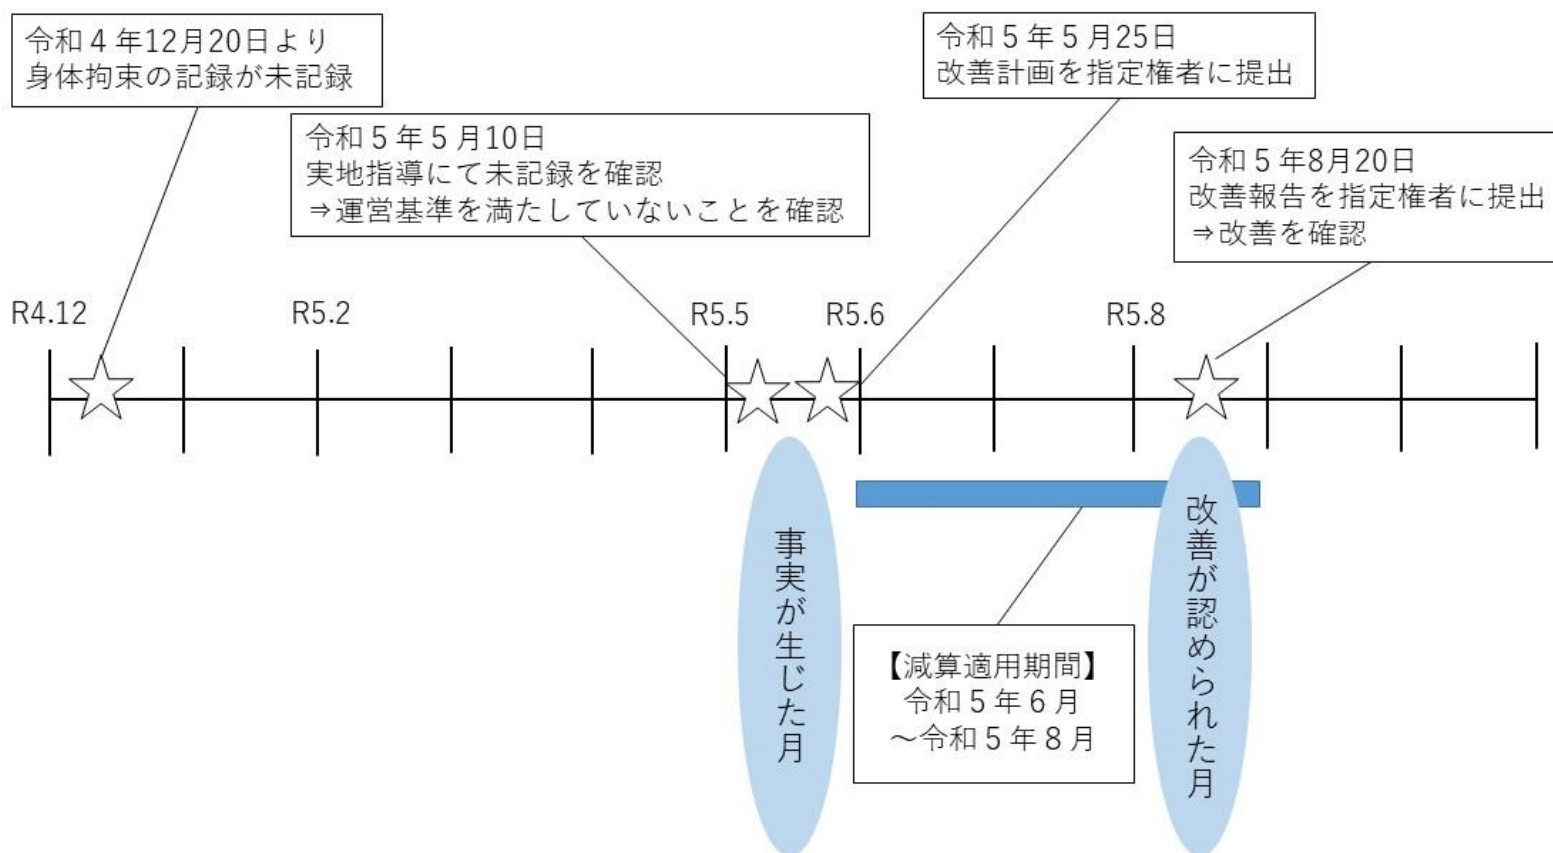 令和４年12月20日より
身体拘束の記録が未記録
令和５年５月10日
実地指導にて未記録を確認
⇒運営基準を満たしていないことを確認
令和５年５月25日
改善計画を指定権者に提出
令和５年8月20日
改善報告を指定権者に提出
⇒改善を確認
R4.12
R5.2
R5.5
R5.6
R5.8
事実が生じた月
【減算適用期間】
令和５年６月
～令和５年８月
改善が認められた月